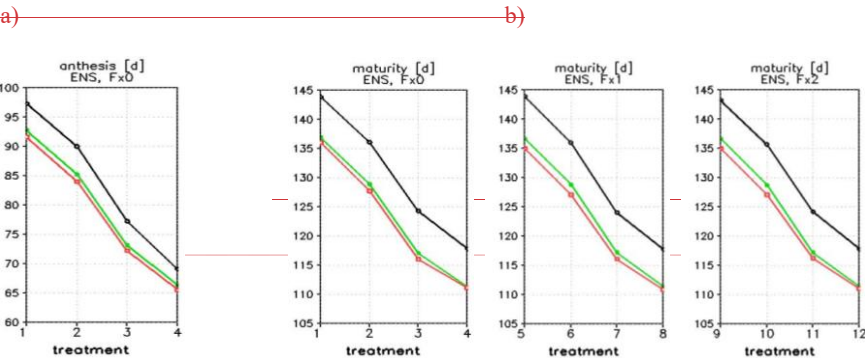 a)
b)
anthesis [d]
ENS, Fx0
100
95
90
85
80
75
70
65
60
1 2 3 4
treatment
maturity [d]
ENS, Fx0
145
140
135
130
125
120
115
110
105
1 2 3 4
treatment
maturity [d]
ENS, Fx1
145
140
135
130
125
120
115
110
105
5 6 7 8
treatment
maturity [d]
ENS, Fx2
145
140
135
130
125
120
115
110
105
9 10 11 12
treatment